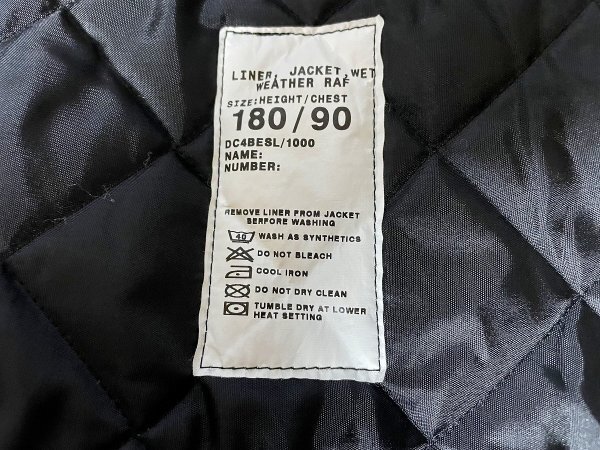 LINER, JACKET, WET
WEATHER RAF
SIZE:HEIGHT/CHEST
180/90
DC4BESL/1000
NAME:
NUMBER:
REMOVE LINER FROM JACKET
BERFORE WASHING
40 WASH AS SYNTHETICS
DO NOT BLEACH
COOL IRON
DO NOT DRY CLEAN
TUMBLE DRY AT LOWER
HEAT SETTING